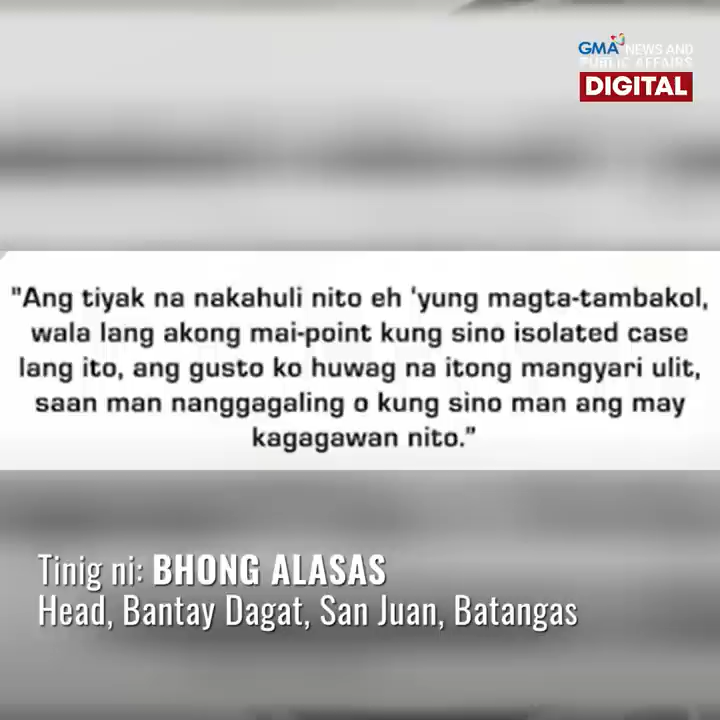 GMA NEWS AND
PUBLIC AFFAIRS
DIGITAL
"Ang tiyak na nakahuli nito eh 'yung magta-tambakol,
wala lang akong mai-point kung sino isolated case
lang ito, ang gusto ko huwag na itong mangyari ulit,
saan man nanggagaling o kung sino man ang may
kagagawan nito."
Tinig ni: BHONG ALASAS
Head, Bantay Dagat, San Juan, Batangas